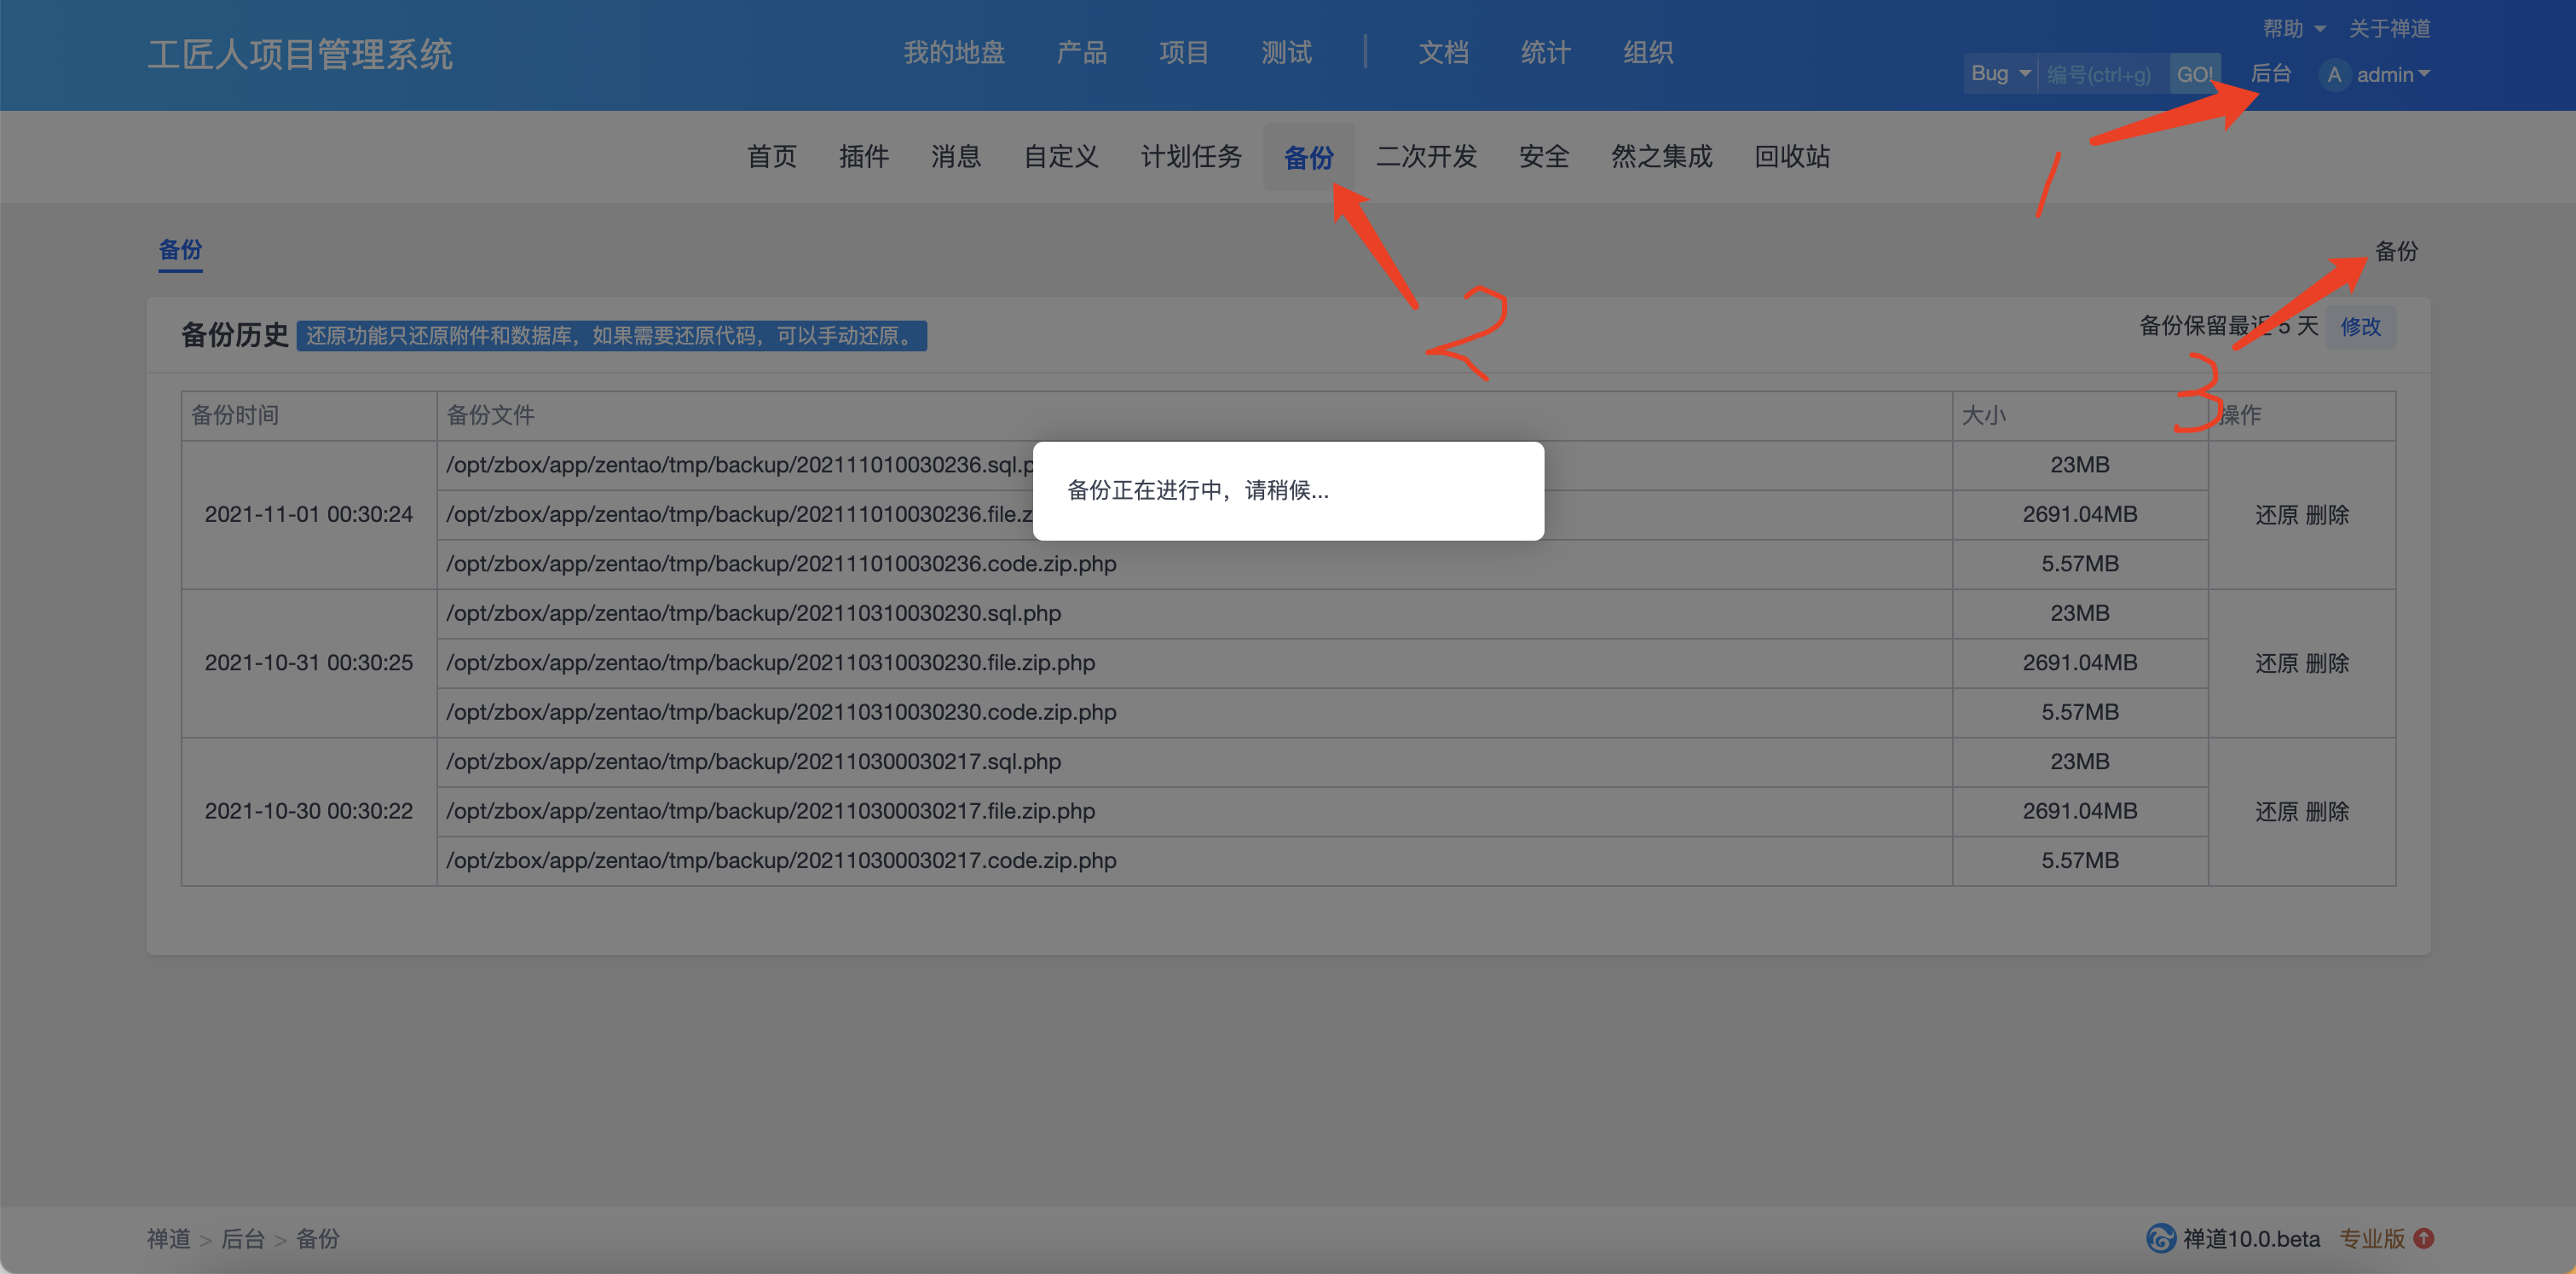 帮助 关于禅道
工匠人项目管理系统 我的地盘 产品 项目 测试 文档 统计 组织
Bug 编号(ctrl+g) GO! 后台 A admin
首页 插件 消息 自定义 计划任务 备份 二次开发 安全 然之集成 回收站
1
备份 备份
2
备份历史 还原功能只还原附件和数据库，如果需要还原代码，可以手动还原。 备份保留最近 5 天 修改
3
备份时间 备份文件 大小 操作
/opt/zbox/app/zentao/tmp/backup/202111010030236.sql.p 23MB
备份正在进行中，请稍候...
2021-11-01 00:30:24 /opt/zbox/app/zentao/tmp/backup/202111010030236.file.z 2691.04MB 还原 删除
/opt/zbox/app/zentao/tmp/backup/202111010030236.code.zip.php 5.57MB
/opt/zbox/app/zentao/tmp/backup/202110310030230.sql.php 23MB
2021-10-31 00:30:25 /opt/zbox/app/zentao/tmp/backup/202110310030230.file.zip.php 2691.04MB 还原 删除
/opt/zbox/app/zentao/tmp/backup/202110310030230.code.zip.php 5.57MB
/opt/zbox/app/zentao/tmp/backup/202110300030217.sql.php 23MB
2021-10-30 00:30:22 /opt/zbox/app/zentao/tmp/backup/202110300030217.file.zip.php 2691.04MB 还原 删除
/opt/zbox/app/zentao/tmp/backup/202110300030217.code.zip.php 5.57MB
禅道 > 后台 > 备份 禅道10.0.beta 专业版